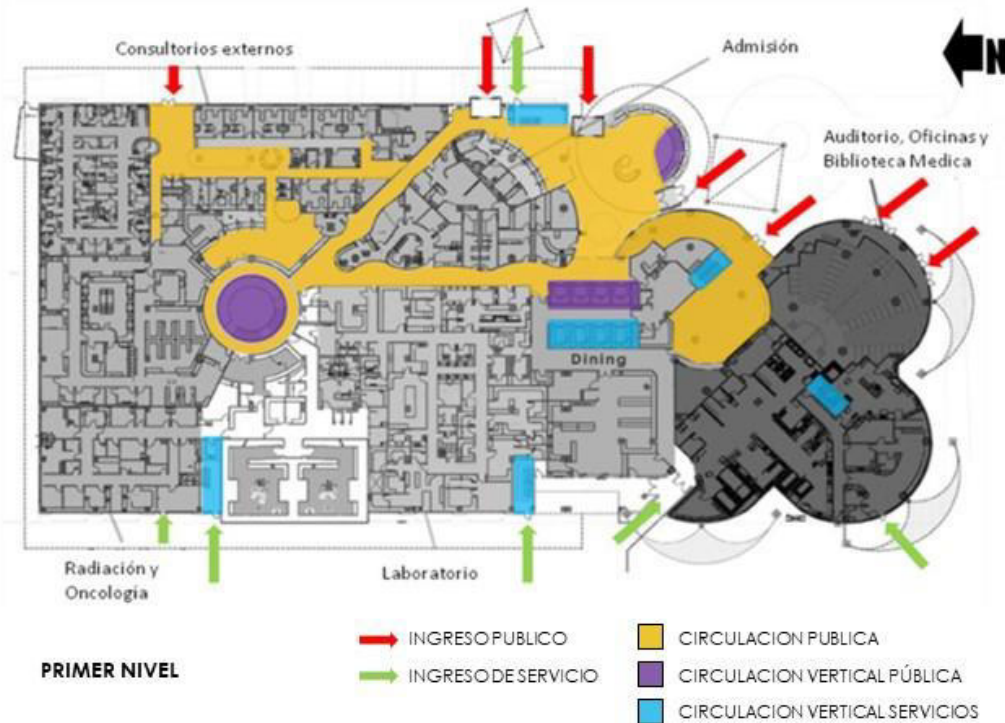 Consultorios externos
Admisión
N
Auditorio, Oficinas y
Biblioteca Medica
Dining
Radiación y
Oncología
Laboratorio
PRIMER NIVEL
INGRESO PUBLICO
INGRESO DE SERVICIO
CIRCULACION PUBLICA
CIRCULACION VERTICAL PÚBLICA
CIRCULACION VERTICAL SERVICIOS